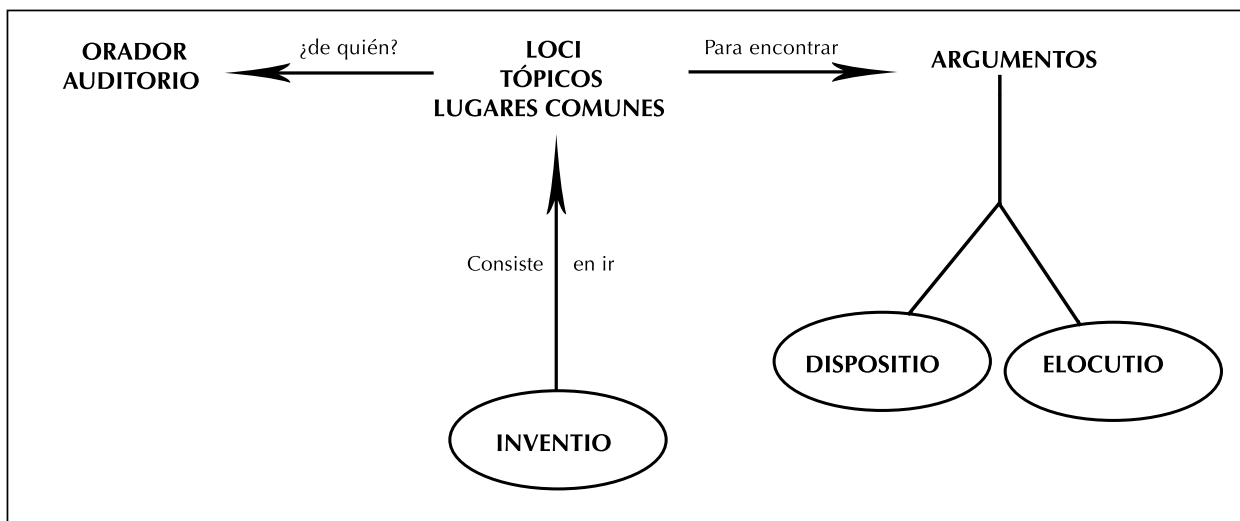 ORADOR
AUDITORIO
¿de quién?
LOCI
TÓPICOS
LUGARES COMUNES
Para encontrar
ARGUMENTOS
Consiste en ir
DISPOSITIO
ELOCUTIO
INVENTIO